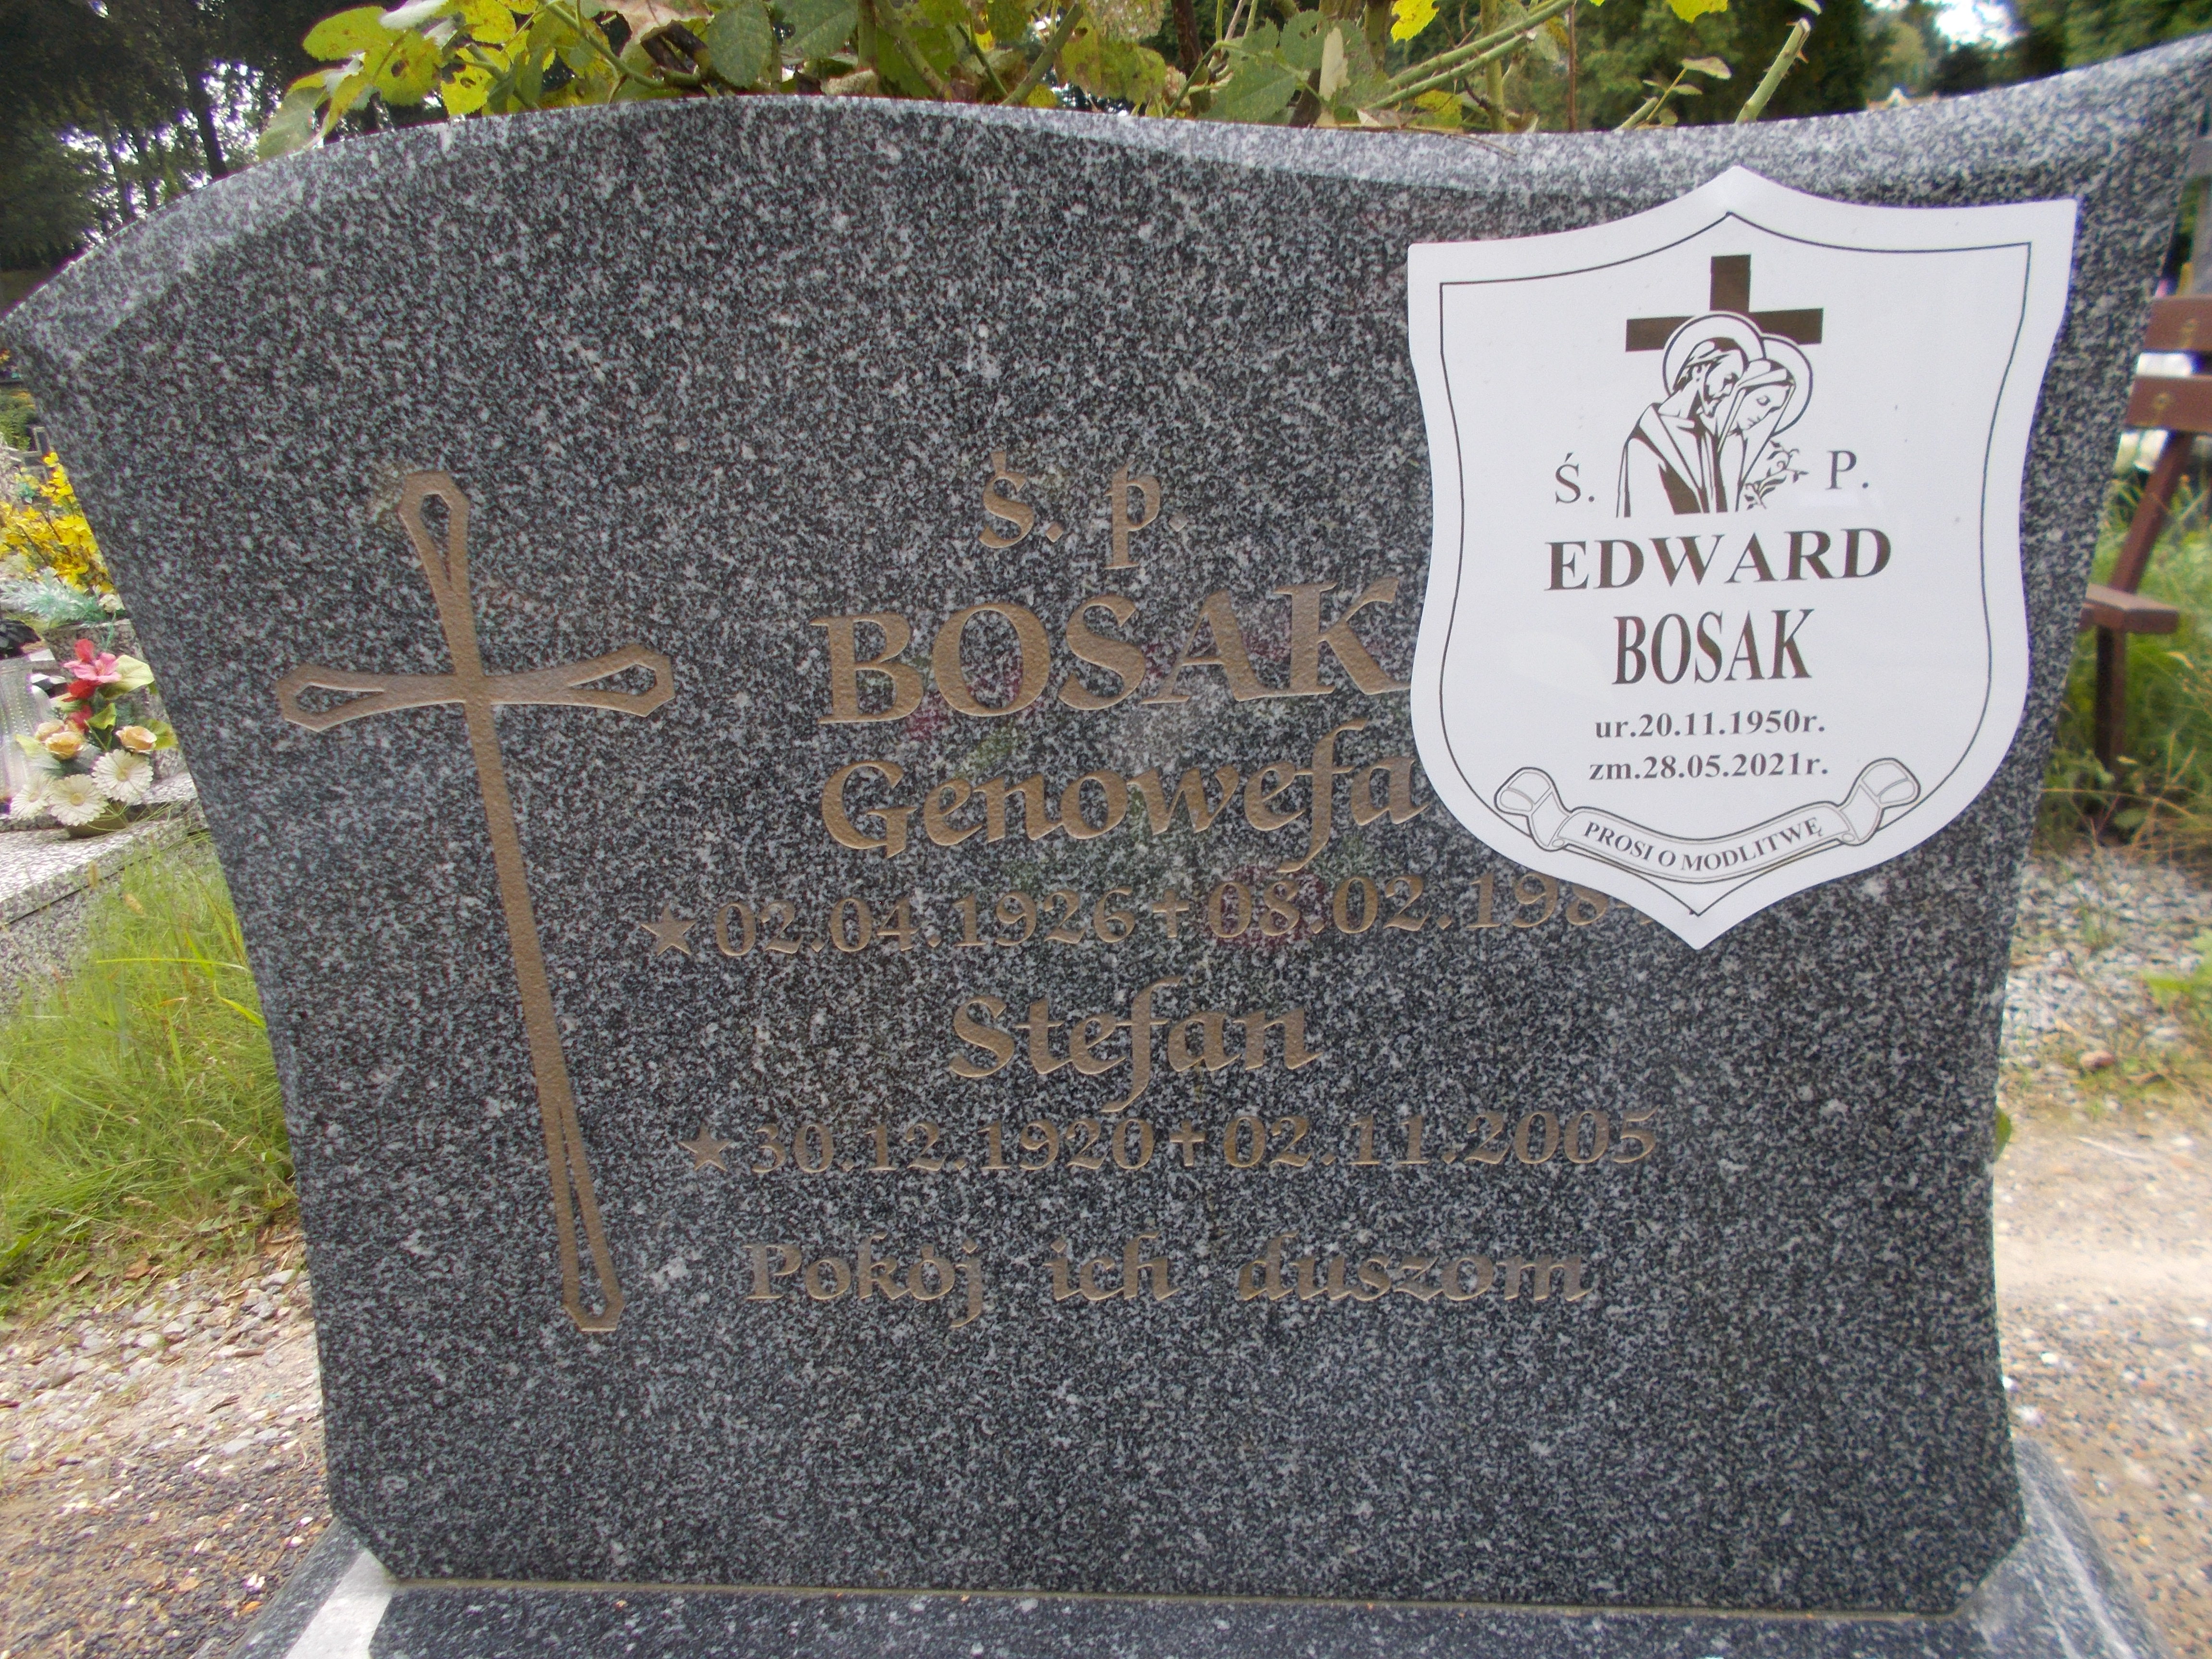 ś. p.
BOSAK
Genowefa
★02.04.1926✝08.02.198
Stefan
★30.12.1920✝02.11.2005
Pokój ich duszom
Ś. P.
EDWARD
BOSAK
ur.20.11.1950r.
zm.28.05.2021r.
PROSI O MODLITWĘ